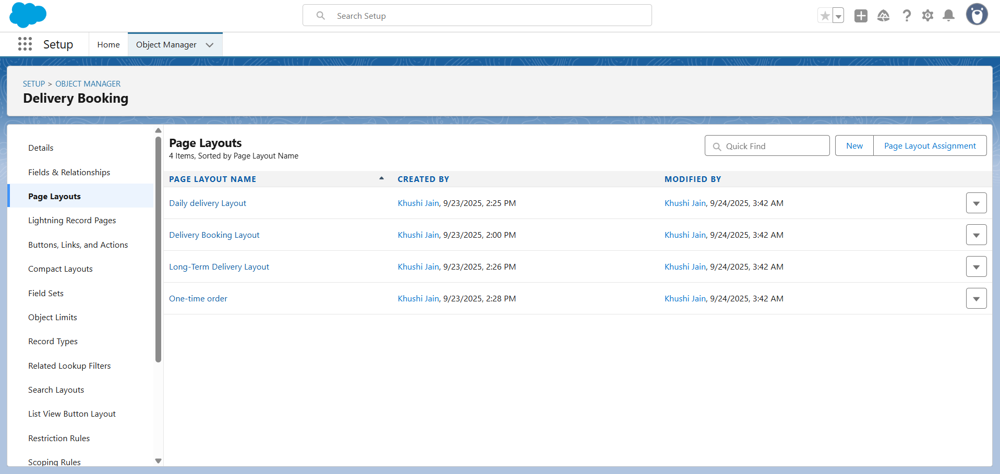 Search Setup
Setup
Home
Object Manager
SETUP > OBJECT MANAGER
Delivery Booking
Details
Fields & Relationships
Page Layouts
Lightning Record Pages
Buttons, Links, and Actions
Compact Layouts
Field Sets
Object Limits
Record Types
Related Lookup Filters
Search Layouts
List View Button Layout
Restriction Rules
Scoping Rules
Page Layouts
4 Items, Sorted by Page Layout Name
Quick Find
New
Page Layout Assignment
PAGE LAYOUT NAME CREATED BY MODIFIED BY
Daily delivery Layout Khushi Jain, 9/23/2025, 2:25 PM Khushi Jain, 9/24/2025, 3:42 AM
Delivery Booking Layout Khushi Jain, 9/23/2025, 2:00 PM Khushi Jain, 9/24/2025, 3:42 AM
Long-Term Delivery Layout Khushi Jain, 9/23/2025, 2:26 PM Khushi Jain, 9/24/2025, 3:42 AM
One-time order Khushi Jain, 9/23/2025, 2:28 PM Khushi Jain, 9/24/2025, 3:42 AM